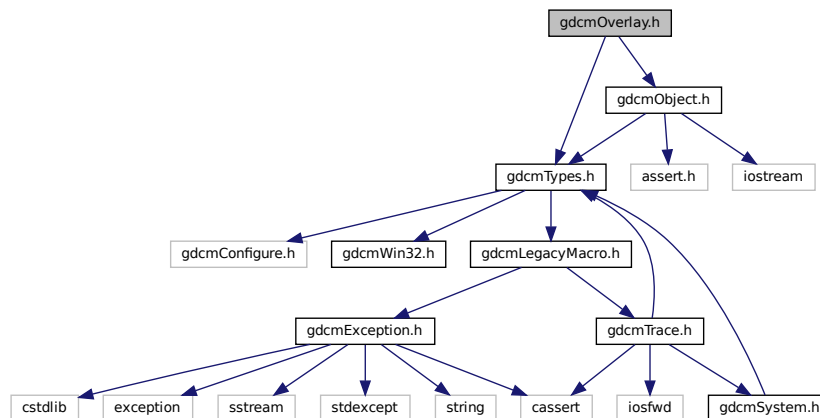 gdcmOverlay.h
gdcmObject.h
gdcmTypes.h
assert.h
iostream
gdcmConfigure.h
gdcmWin32.h
gdcmLegacyMacro.h
gdcmException.h
gdcmTrace.h
cstdlib
exception
sstream
stdexcept
string
cassert
iosfwd
gdcmSystem.h